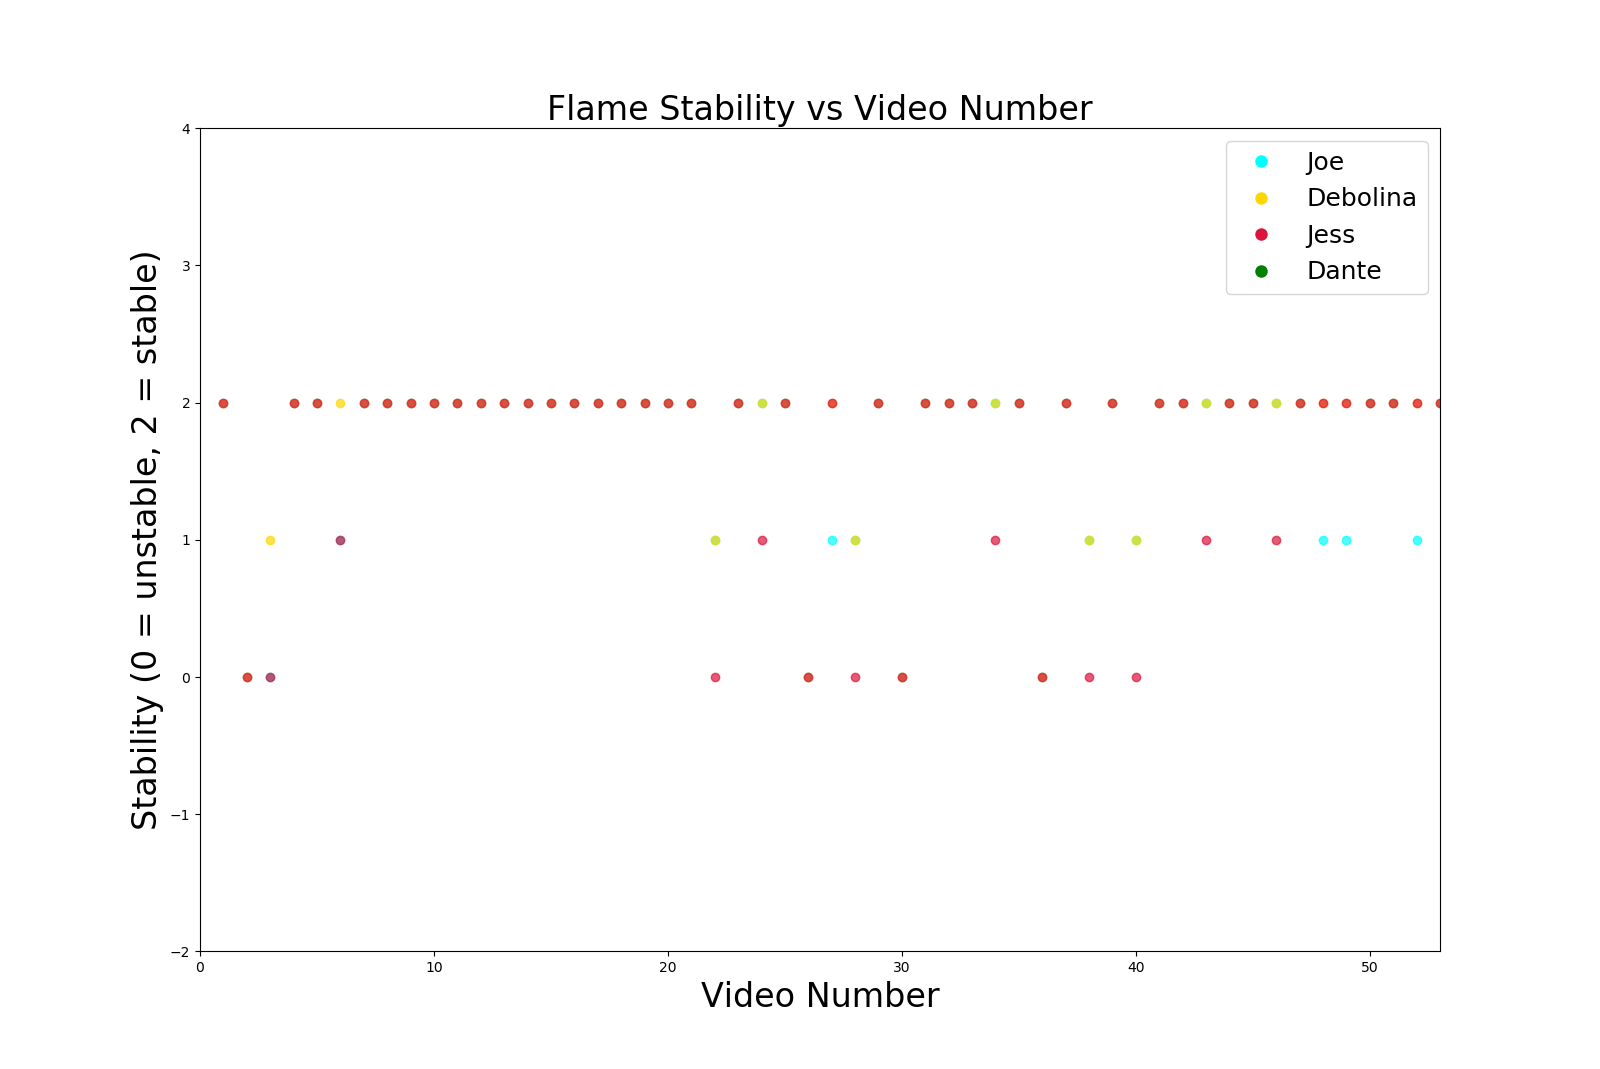 Flame Stability vs Video Number
Joe
Debolina
Jess
Dante
4
3
2
1
0
−1
−2
Stability (0 = unstable, 2 = stable)
0
10
20
30
40
50
Video Number